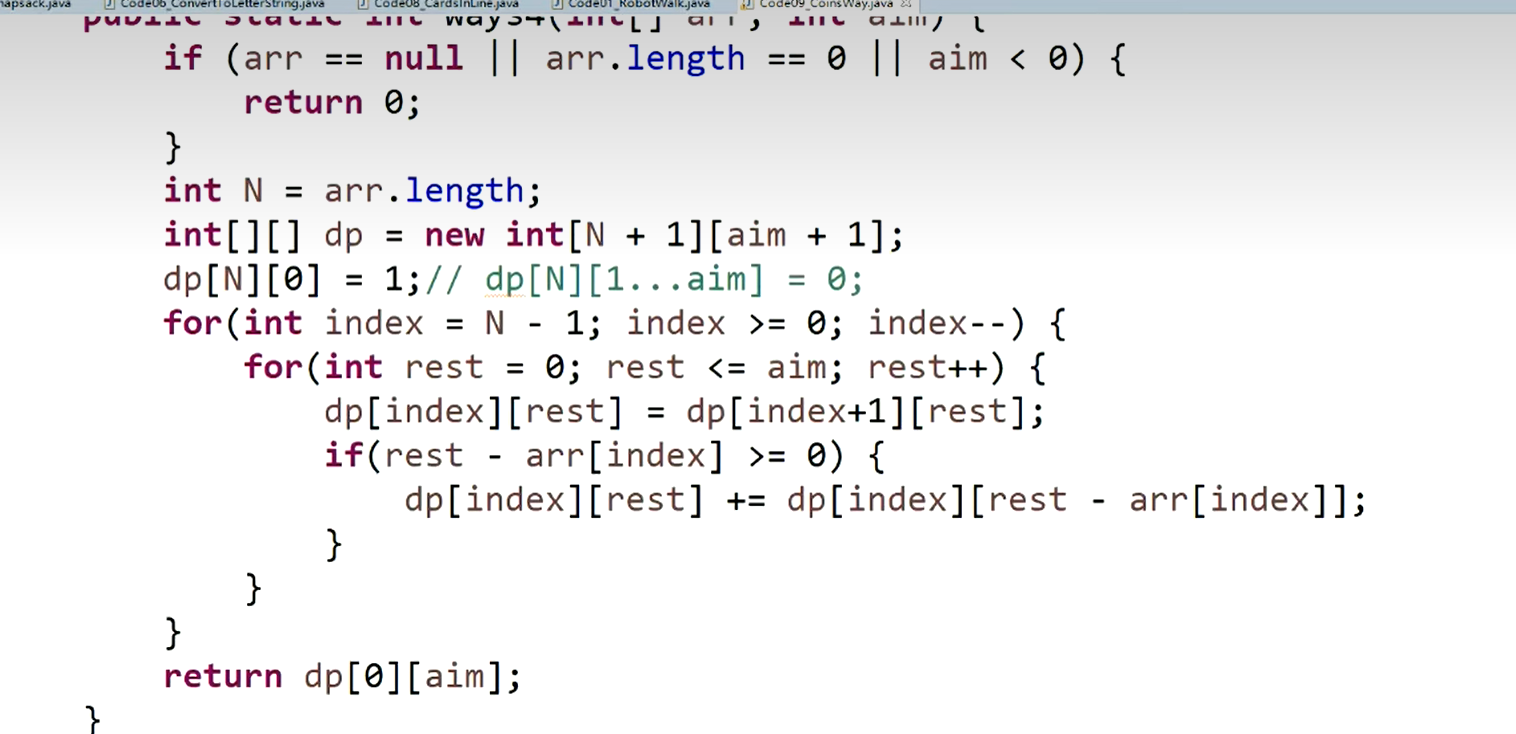 Code06_ConvertToLetterString.java Code08_CardsInLine.java Code01_RobotWalk.java Code09_CoinsWay.java
public static int ways4(int[] arr, int aim) {
if (arr == null || arr.length == 0 || aim < 0) {
return 0;
}
int N = arr.length;
int[][] dp = new int[N + 1][aim + 1];
dp[N][0] = 1;// dp[N][1...aim] = 0;
for(int index = N - 1; index >= 0; index--) {
for(int rest = 0; rest <= aim; rest++) {
dp[index][rest] = dp[index+1][rest];
if(rest - arr[index] >= 0) {
dp[index][rest] += dp[index][rest - arr[index]];
}
}
}
return dp[0][aim];
}